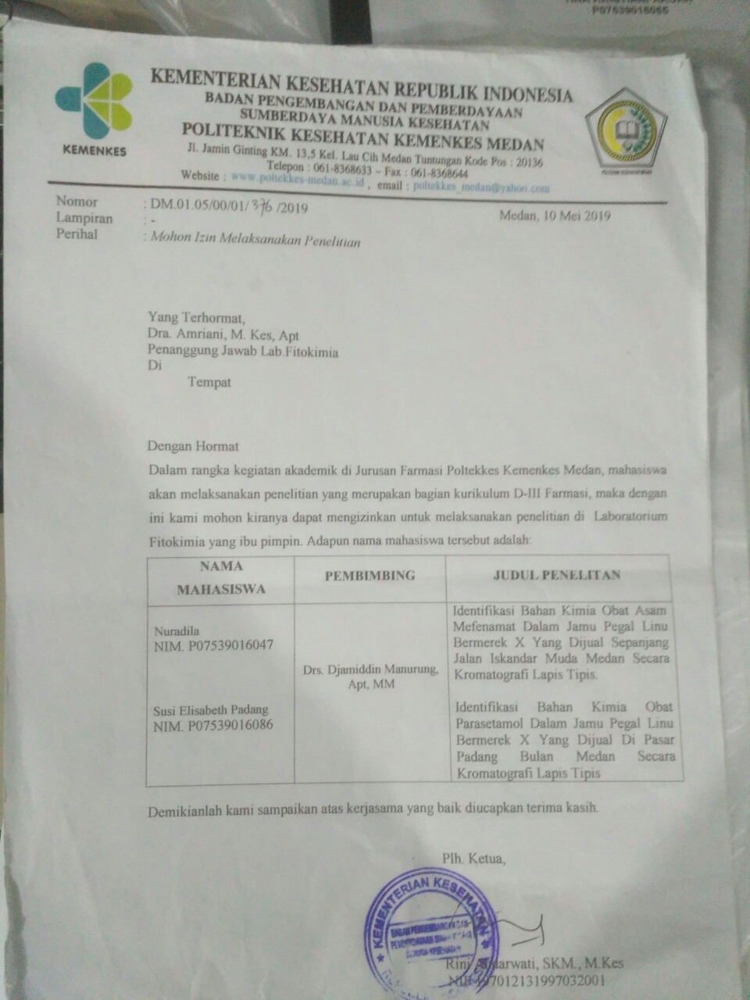 P07539016065
KEMENKES
KEMENTERIAN KESEHATAN REPUBLIK INDONESIA
BADAN PENGEMBANGAN DAN PEMBERDAYAAN
SUMBERDAYA MANUSIA KESEHATAN
POLITEKNIK KESEHATAN KEMENKES MEDAN
Jl. Jamin Ginting KM. 13,5 Kel. Lau Cih Medan Tuntungan Kode Pos : 20136
Telepon : 061-8368633 – Fax : 061-8368644
Website : www.poltekkes-medan.ac.id , email : poltekkes_medan@yahoo.com
Nomor : DM.01.05/00/01/ 376 /2019
Medan, 10 Mei 2019
Lampiran : -
Perihal : Mohon Izin Melaksanakan Penelitian
Yang Terhormat,
Dra. Amriani, M. Kes, Apt
Penanggung Jawab Lab.Fitokimia
Di
Tempat
Dengan Hormat
Dalam rangka kegiatan akademik di Jurusan Farmasi Poltekkes Kemenkes Medan, mahasiswa
akan melaksanakan penelitian yang merupakan bagian kurikulum D-III Farmasi, maka dengan
ini kami mohon kiranya dapat mengizinkan untuk melaksanakan penelitian di Laboratorium
Fitokimia yang ibu pimpin. Adapun nama mahasiswa tersebut adalah:
NAMA
MAHASISWA
PEMBIMBING
JUDUL PENELITAN
Nuradila
NIM. P07539016047
Susi Elisabeth Padang
NIM. P07539016086
Drs. Djamiddin Manurung,
Apt, MM
Identifikasi Bahan Kimia Obat Asam
Mefenamat Dalam Jamu Pegal Linu
Bermerek X Yang Dijual Sepanjang
Jalan Iskandar Muda Medan Secara
Kromatografi Lapis Tipis.
Identifikasi Bahan Kimia Obat
Parasetamol Dalam Jamu Pegal Linu
Bermerek X Yang Dijual Di Pasar
Padang Bulan Medan Secara
Kromatografi Lapis Tipis
Demikianlah kami sampaikan atas kerjasama yang baik diucapkan terima kasih.
Plh. Ketua,
KEMENTERIAN KESEHATAN
Rini SKM., M.Kes
NIP 197012131997032001